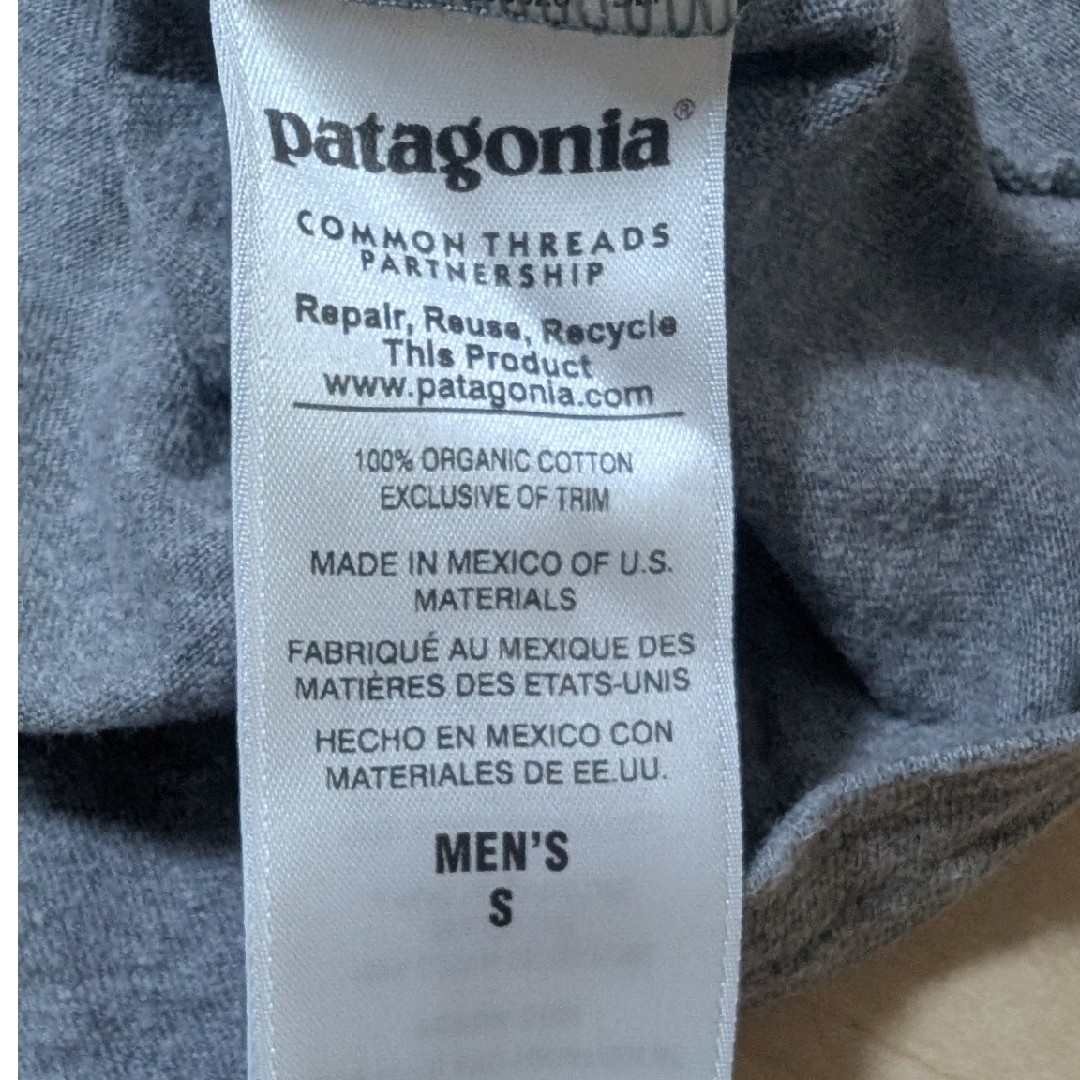 patagonia®
COMMON THREADS
PARTNERSHIP
Repair, Reuse, Recycle
This Product
www.patagonia.com
100% ORGANIC COTTON
EXCLUSIVE OF TRIM
MADE IN MEXICO OF U.S.
MATERIALS
FABRIQUÉ AU MEXIQUE DES
MATIÈRES DES ETATS-UNIS
HECHO EN MEXICO CON
MATERIALES DE EE.UU.
MEN'S
S